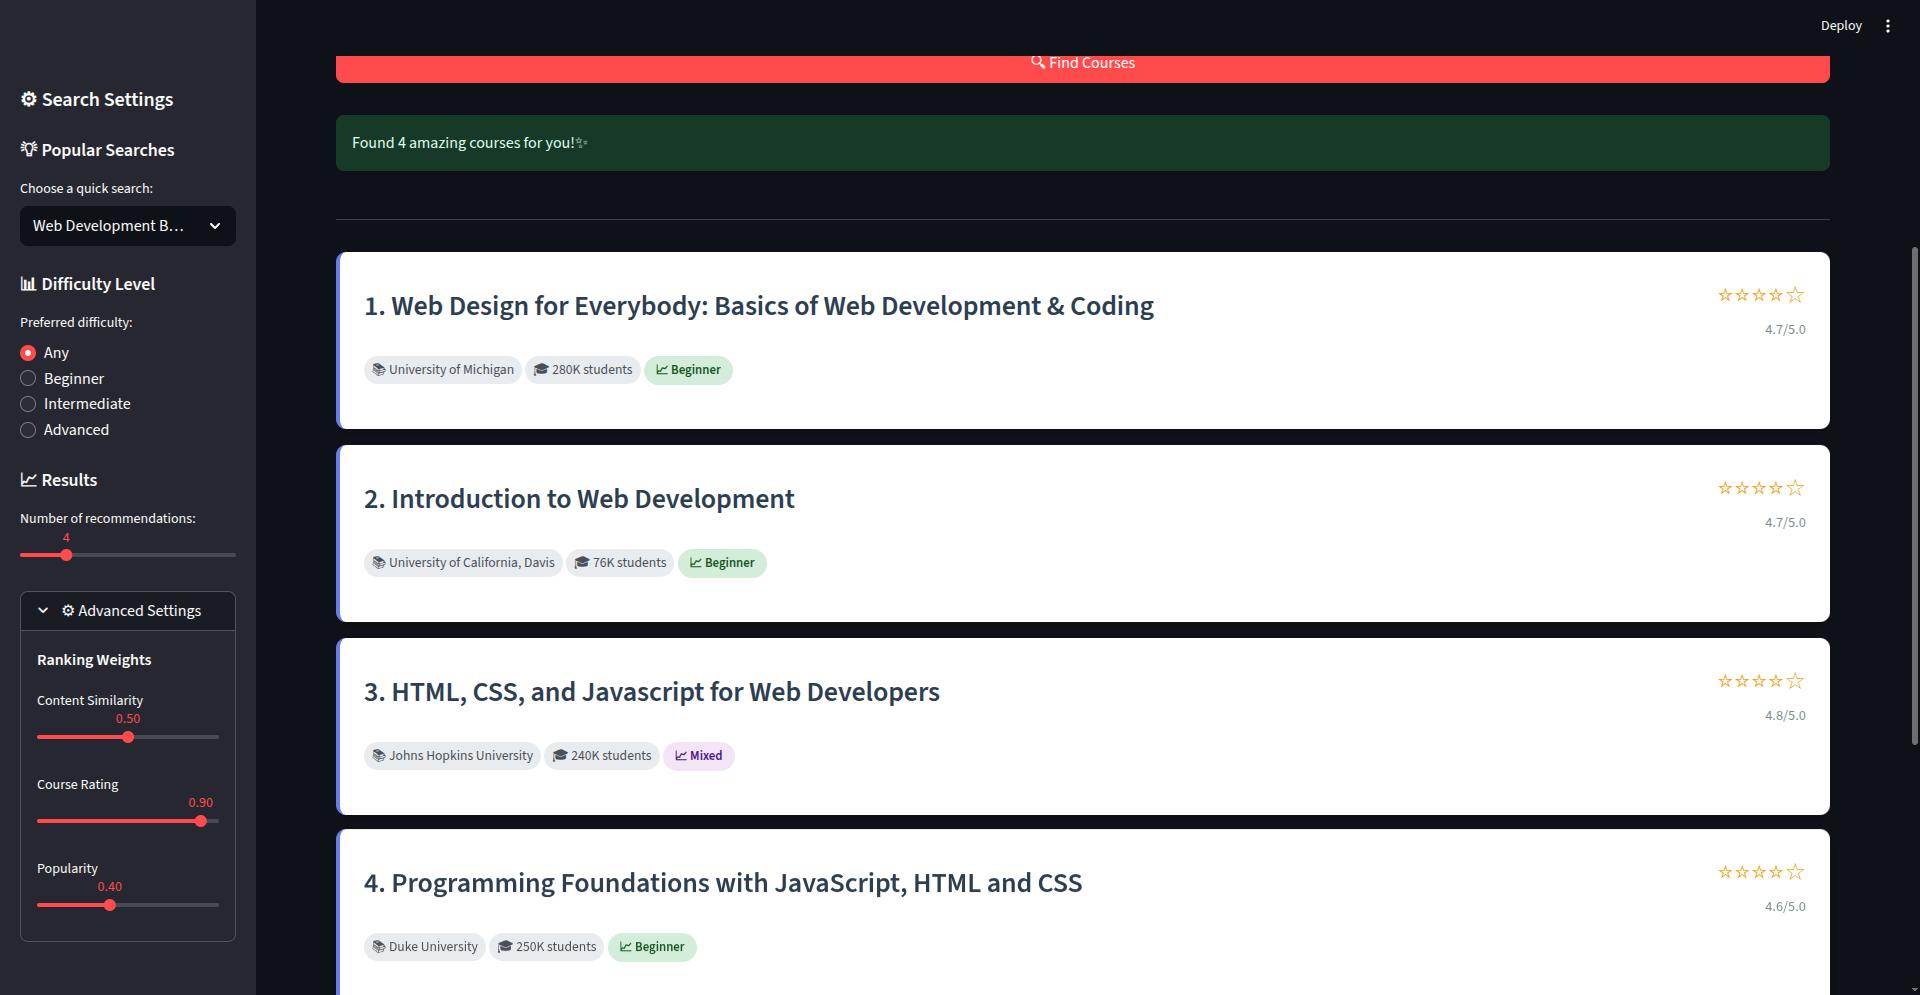 Deploy
⚙ Search Settings
💡 Popular Searches
Choose a quick search:
Web Development B...
📊 Difficulty Level
Preferred difficulty:
Any
Beginner
Intermediate
Advanced
📈 Results
Number of recommendations:
4
⚙ Advanced Settings
Ranking Weights
Content Similarity
0.50
Course Rating
0.90
Popularity
0.40
🔍 Find Courses
Found 4 amazing courses for you!✨
1. Web Design for Everybody: Basics of Web Development & Coding
☆☆☆☆☆
4.7/5.0
📚 University of Michigan 🎓 280K students 📈 Beginner
2. Introduction to Web Development
☆☆☆☆☆
4.7/5.0
📚 University of California, Davis 🎓 76K students 📈 Beginner
3. HTML, CSS, and Javascript for Web Developers
☆☆☆☆☆
4.8/5.0
📚 Johns Hopkins University 🎓 240K students 📈 Mixed
4. Programming Foundations with JavaScript, HTML and CSS
☆☆☆☆☆
4.6/5.0
📚 Duke University 🎓 250K students 📈 Beginner